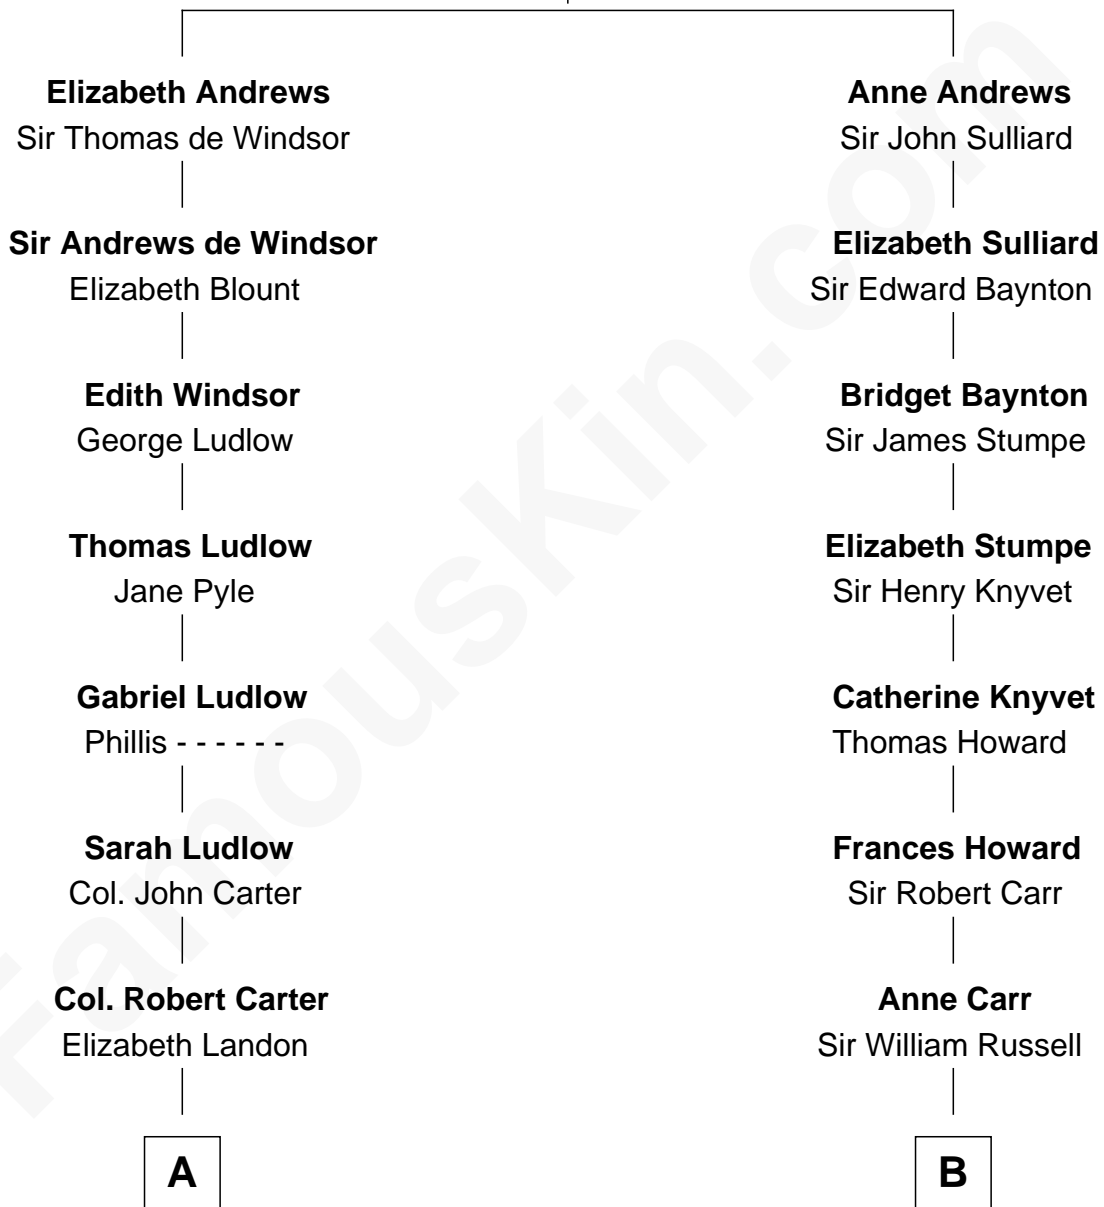 Elizabeth Andrews
Sir Thomas de Windsor
Sir Andrews de Windsor
Elizabeth Blount
Edith Windsor
George Ludlow
Thomas Ludlow
Jane Pyle
Gabriel Ludlow
Phillis - - - - - -
Sarah Ludlow
Col. John Carter
Col. Robert Carter
Elizabeth Landon
A
Anne Andrews
Sir John Sulliard
Elizabeth Sulliard
Sir Edward Baynton
Bridget Baynton
Sir James Stumpe
Elizabeth Stumpe
Sir Henry Knyvet
Catherine Knyvet
Thomas Howard
Frances Howard
Sir Robert Carr
Anne Carr
Sir William Russell
B
FamousKin.com